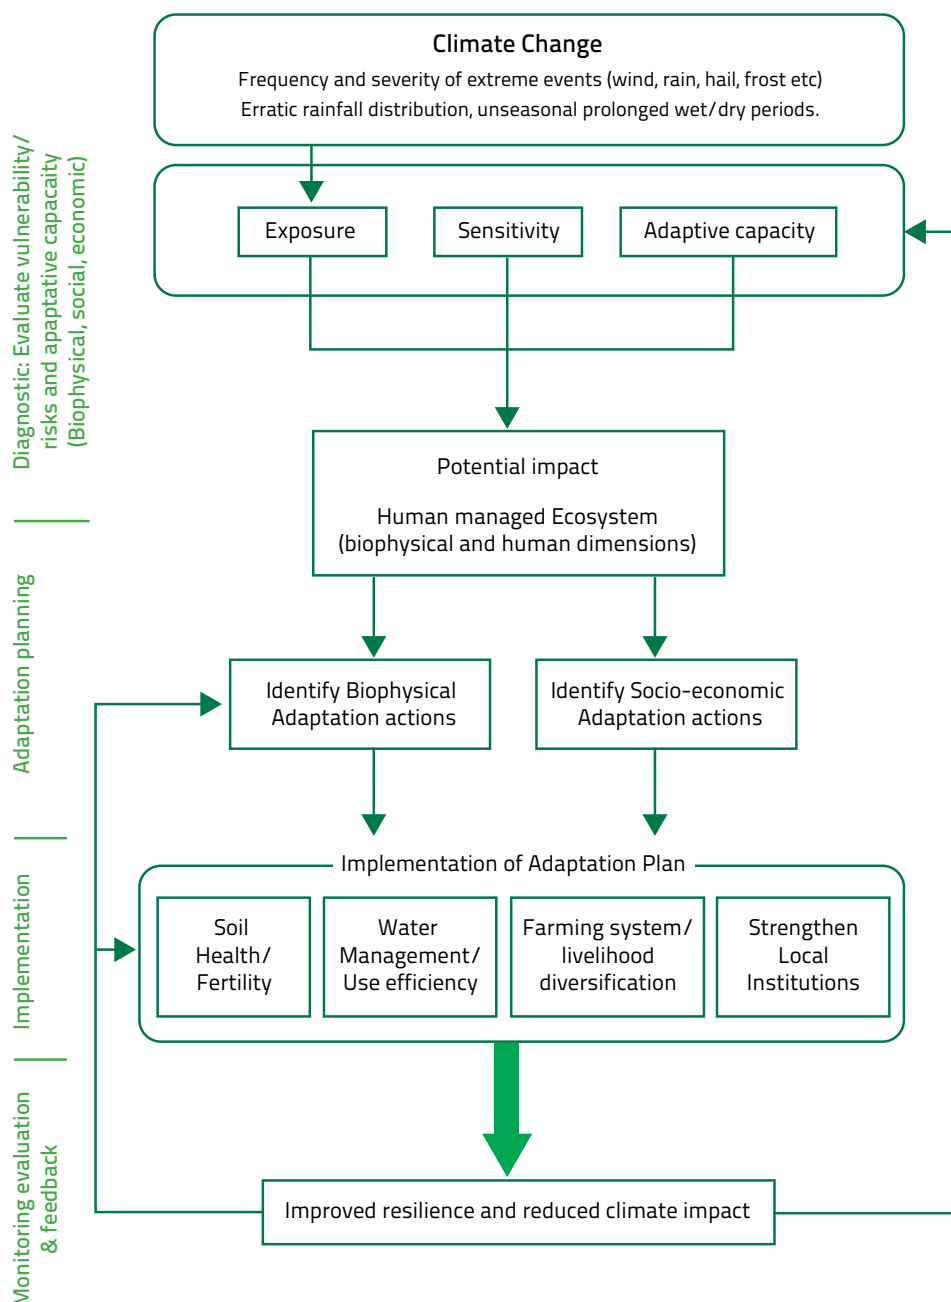 Climate Change
Frequency and severity of extreme events (wind, rain, hail, frost etc)
Erratic rainfall distribution, unseasonal prolonged wet/dry periods.
Diagnostic: Evaluate vulnerability/
risks and apaptative capacaity
(Biophysical, social, economic)
Exposure
Sensitivity
Adaptive capacity
Potential impact
Human managed Ecosystem
(biophysical and human dimensions)
Adaptation planning
Identify Biophysical
Adaptation actions
Identify Socio-economic
Adaptation actions
Implementation
Implementation of Adaptation Plan
Soil
Health/
Fertility
Water
Management/
Use efficiency
Farming system/
livelihood
diversification
Strengthen
Local
Institutions
Monitoring evaluation
& feedback
Improved resilience and reduced climate impact